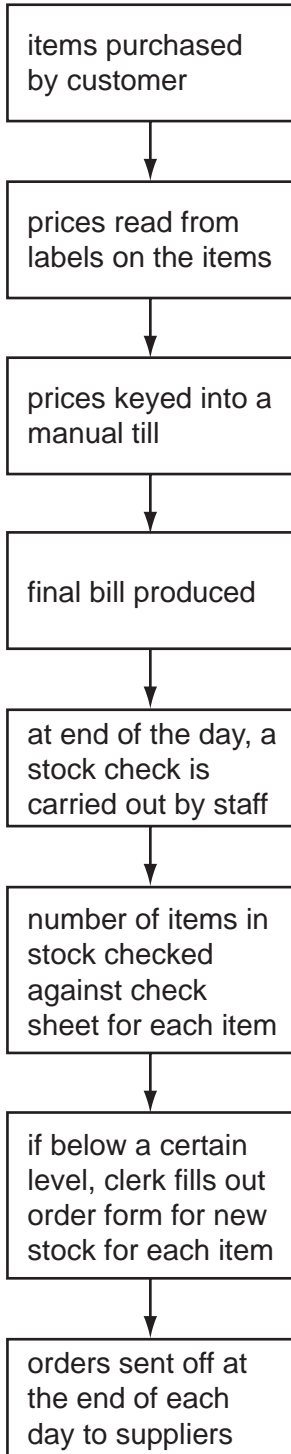 items purchased
by customer
prices read from
labels on the items
prices keyed into a
manual till
final bill produced
at end of the day, a
stock check is
carried out by staff
number of items in
stock checked
against check
sheet for each item
if below a certain
level, clerk fills out
order form for new
stock for each item
orders sent off at
the end of each
day to suppliers